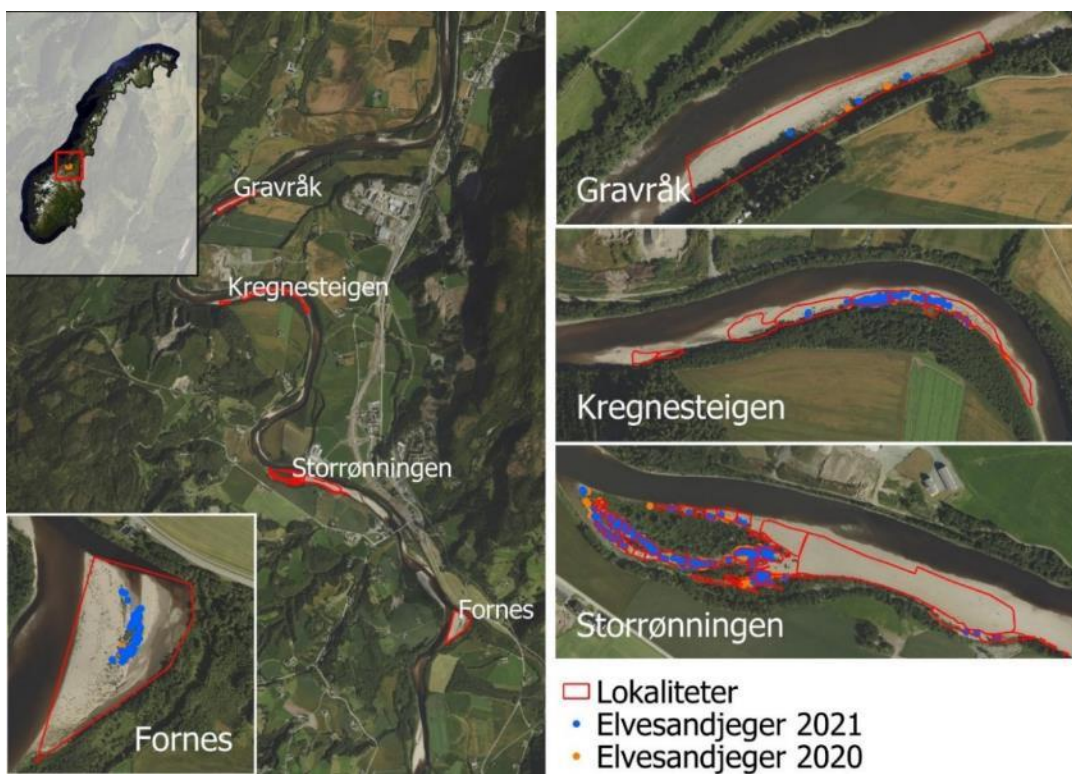 Gravråk
Kregnesteigen
Storrønningen
Fornes
Fornes
Gravråk
Kregnesteigen
Storrønningen
Lokaliteter
Elvesandjeger 2021
Elvesandjeger 2020